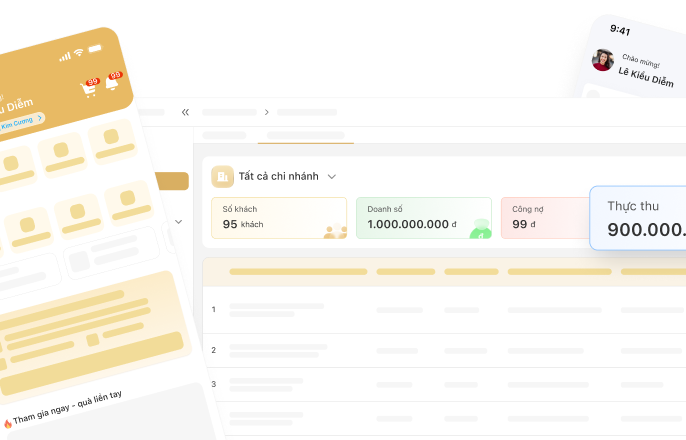 99
99
Diễm
Kim Cương
Tham gia ngay - quà liền tay
9:41
Chào mừng!
Lê Kiều Diễm
Tất cả chi nhánh
Số khách
95 khách
Doanh số
1.000.000.000 đ
Công nợ
99 đ
Thực thu
900.000.
1
2
3